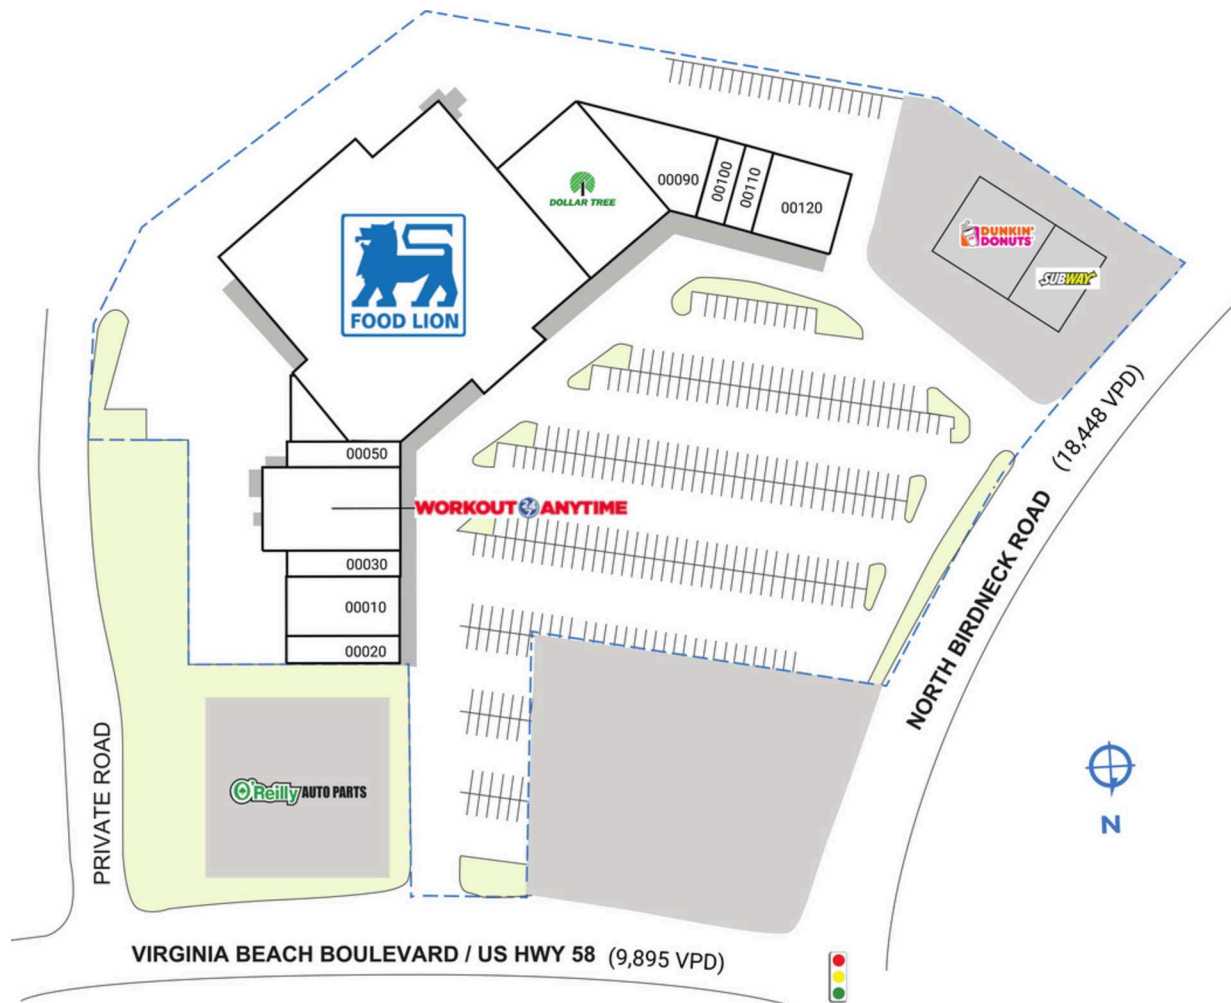 00090
00100
00110
00120
DOLLAR TREE
FOOD LION
DUNKIN'
DONUTS
SUBWAY
00050
WORKOUT 24 ANYTIME
00030
00010
00020
NORTH BIRDNECK ROAD (18,448 VPD)
PRIVATE ROAD
O'Reilly AUTO PARTS
N
VIRGINIA BEACH BOULEVARD / US HWY 58 (9,895 VPD)